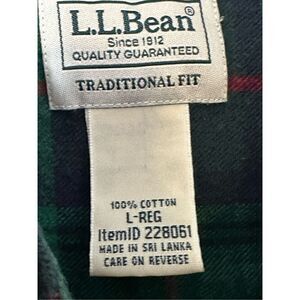 L.L.Bean®
Since 1912
QUALITY GUARANTEED
TRADITIONAL FIT
100% COTTON
L-REG
ItemID 228061
MADE IN SRI LANKA
CARE ON REVERSE